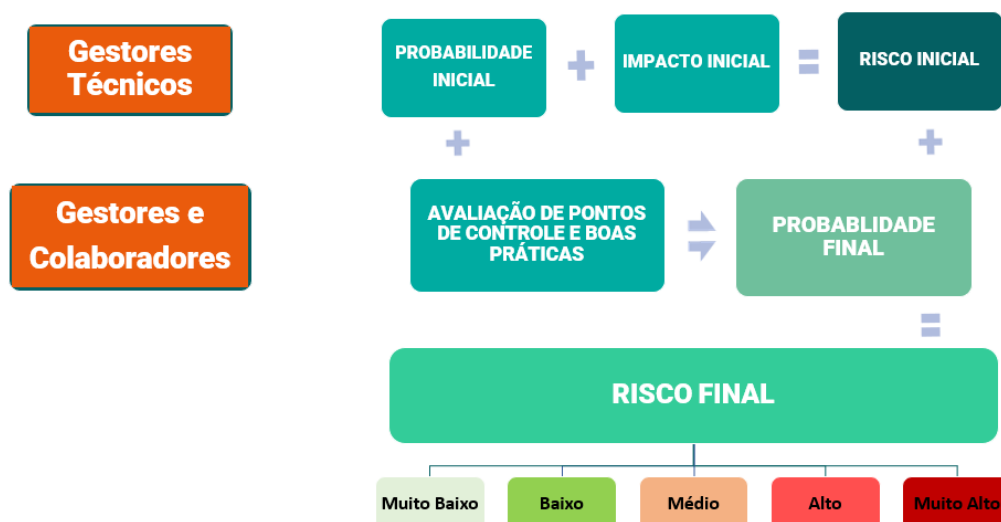 Gestores
Técnicos
PROBABILIDADE
INICIAL
+
IMPACTO INICIAL
=
RISCO INICIAL
+
+
Gestores e
Colaboradores
AVALIAÇÃO DE PONTOS
DE CONTROLE E BOAS
PRÁTICAS
PROBABLIDADE
FINAL
=
RISCO FINAL
Muito Baixo
Baixo
Médio
Alto
Muito Alto